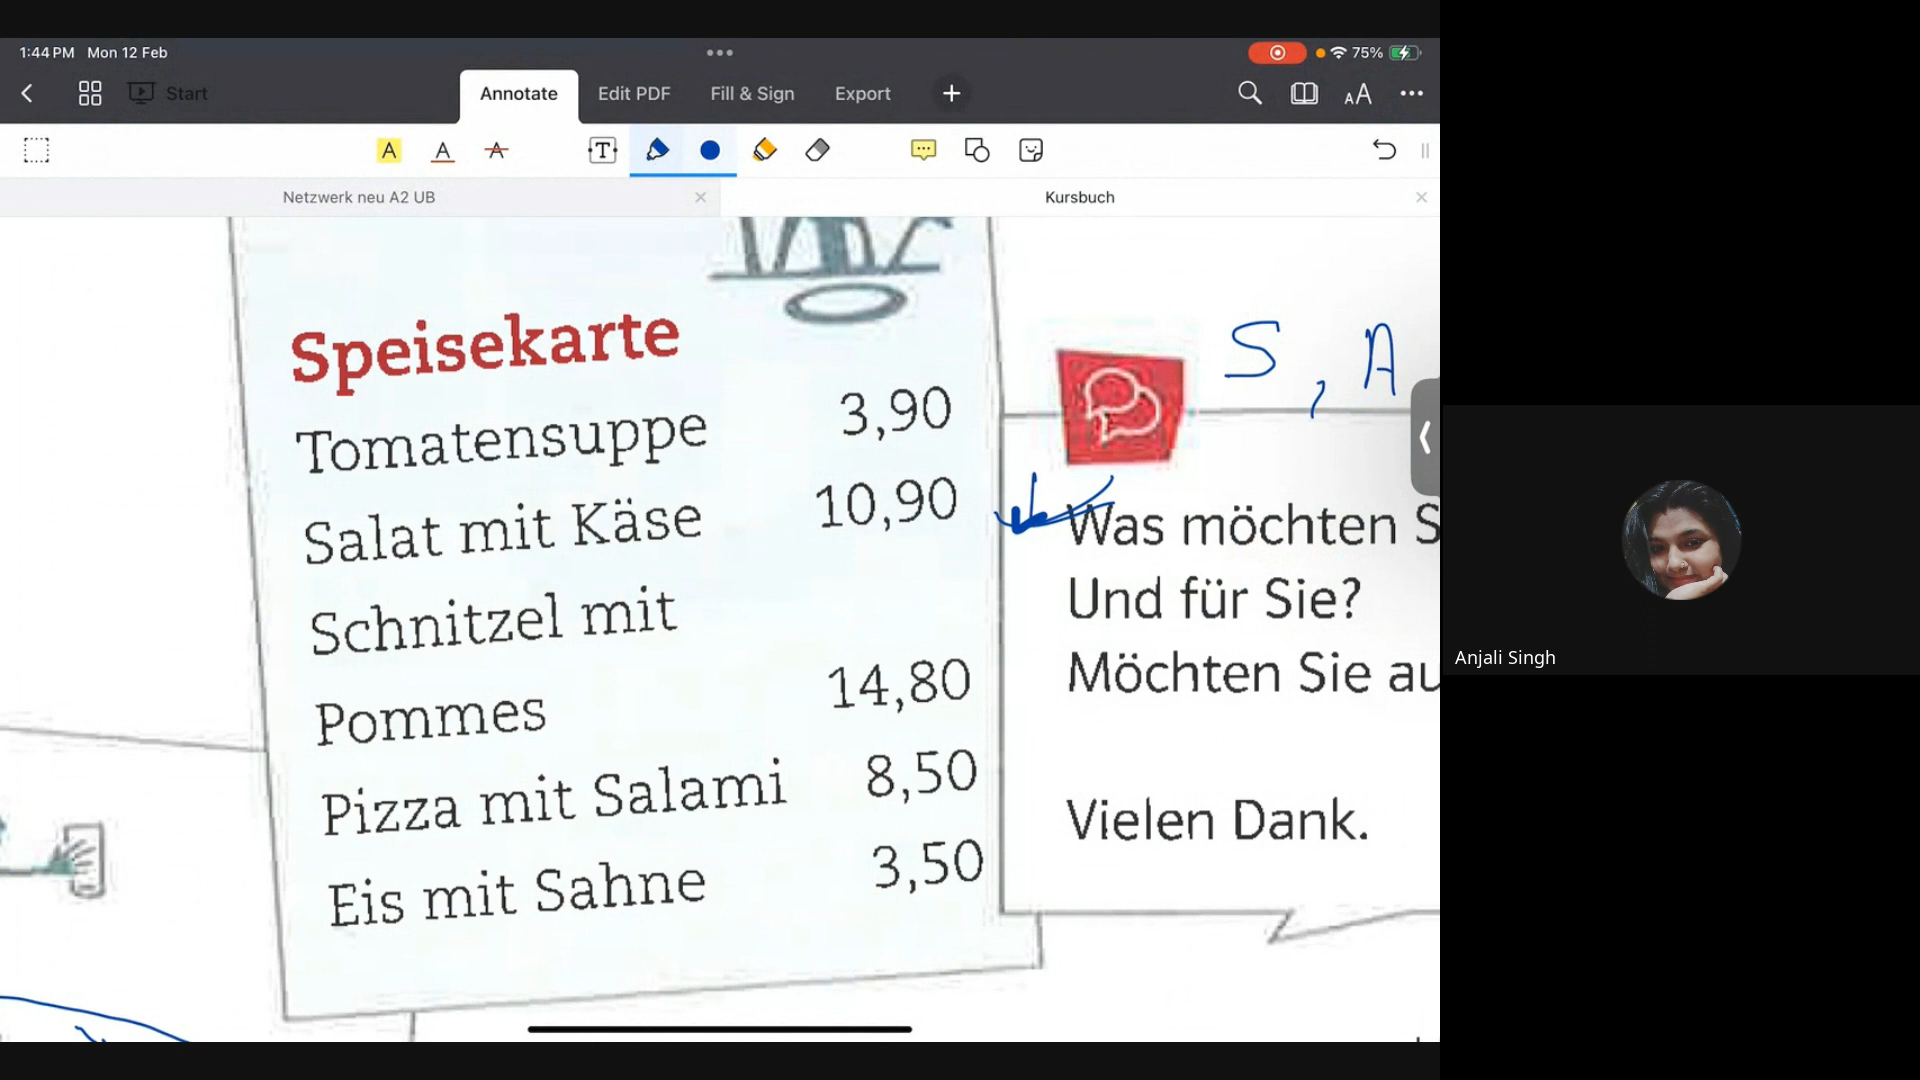 1:44 PM Mon 12 Feb
75%
Start
Annotate
Edit PDF
Fill & Sign
Export
Netzwerk neu A2 UB
Kursbuch
Speisekarte
Tomatensuppe 3,90
Salat mit Käse 10,90
Schnitzel mit
Pommes 14,80
Pizza mit Salami 8,50
Eis mit Sahne 3,50
S, A
Was möchten S
Und für Sie?
Möchten Sie au
Vielen Dank.
Anjali Singh